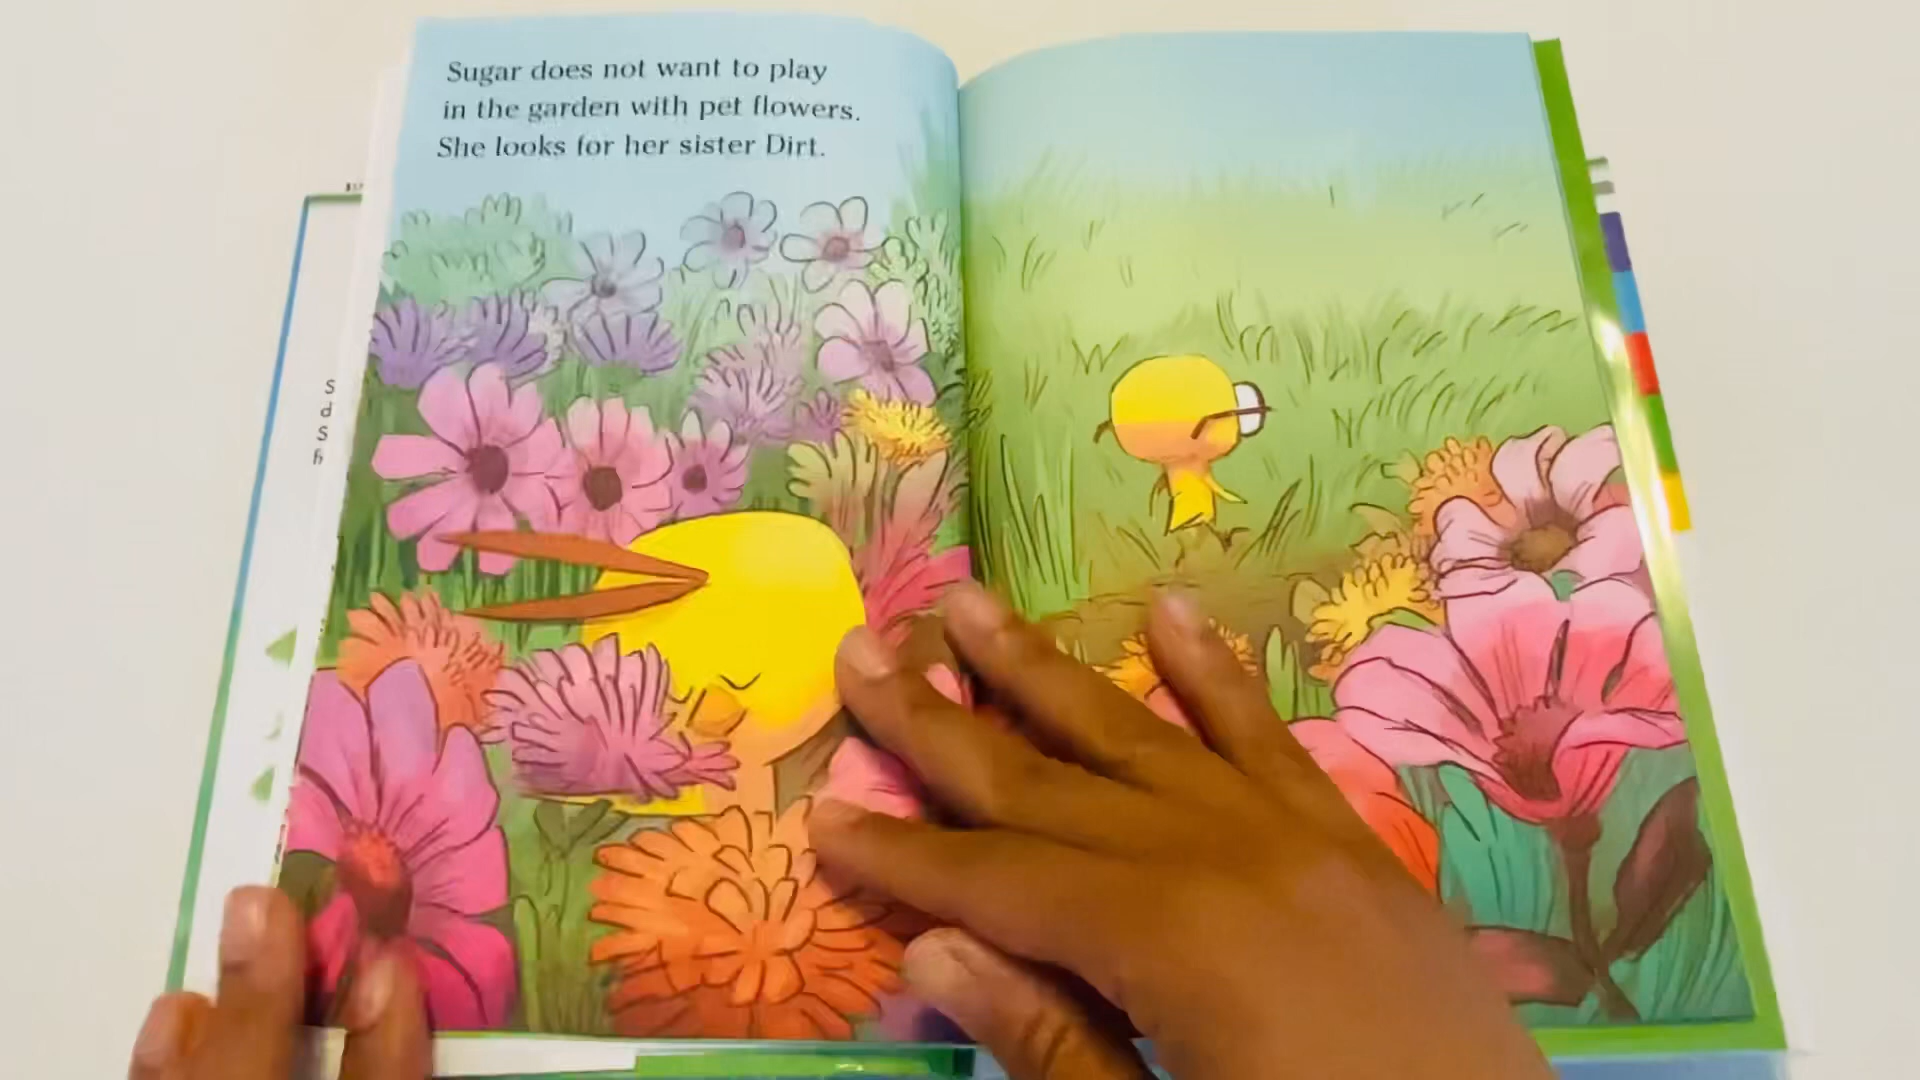 Sugar does not want to play
in the garden with pet flowers.
She looks for her sister Dirt.
S
d
S